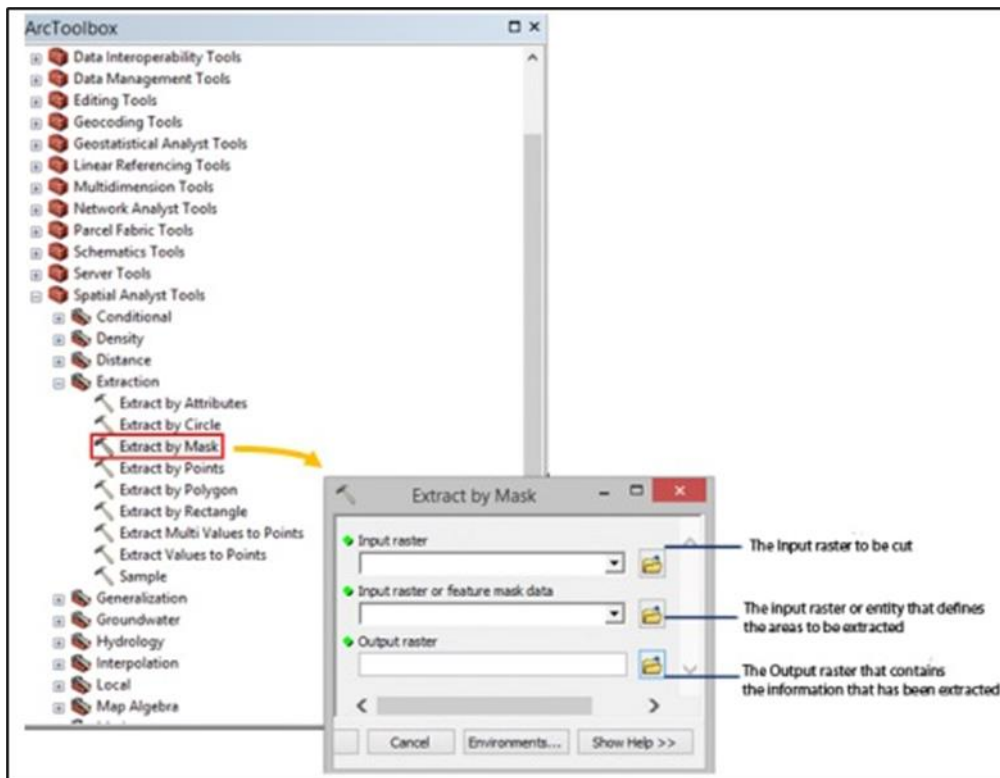 ArcToolbox
Data Interoperability Tools
Data Management Tools
Editing Tools
Geocoding Tools
Geostatistical Analyst Tools
Linear Referencing Tools
Multidimension Tools
Network Analyst Tools
Parcel Fabric Tools
Schematics Tools
Server Tools
Spatial Analyst Tools
Conditional
Density
Distance
Extraction
Extract by Attributes
Extract by Circle
Extract by Mask
Extract by Points
Extract by Polygon
Extract by Rectangle
Extract Multi Values to Points
Extract Values to Points
Sample
Generalization
Groundwater
Hydrology
Interpolation
Local
Map Algebra
Extract by Mask
Input raster
Input raster or feature mask data
Output raster
Cancel
Environments...
Show Help >>
The Input raster to be cut
The input raster or entity that defines
the areas to be extracted
The Output raster that contains
the information that has been extracted